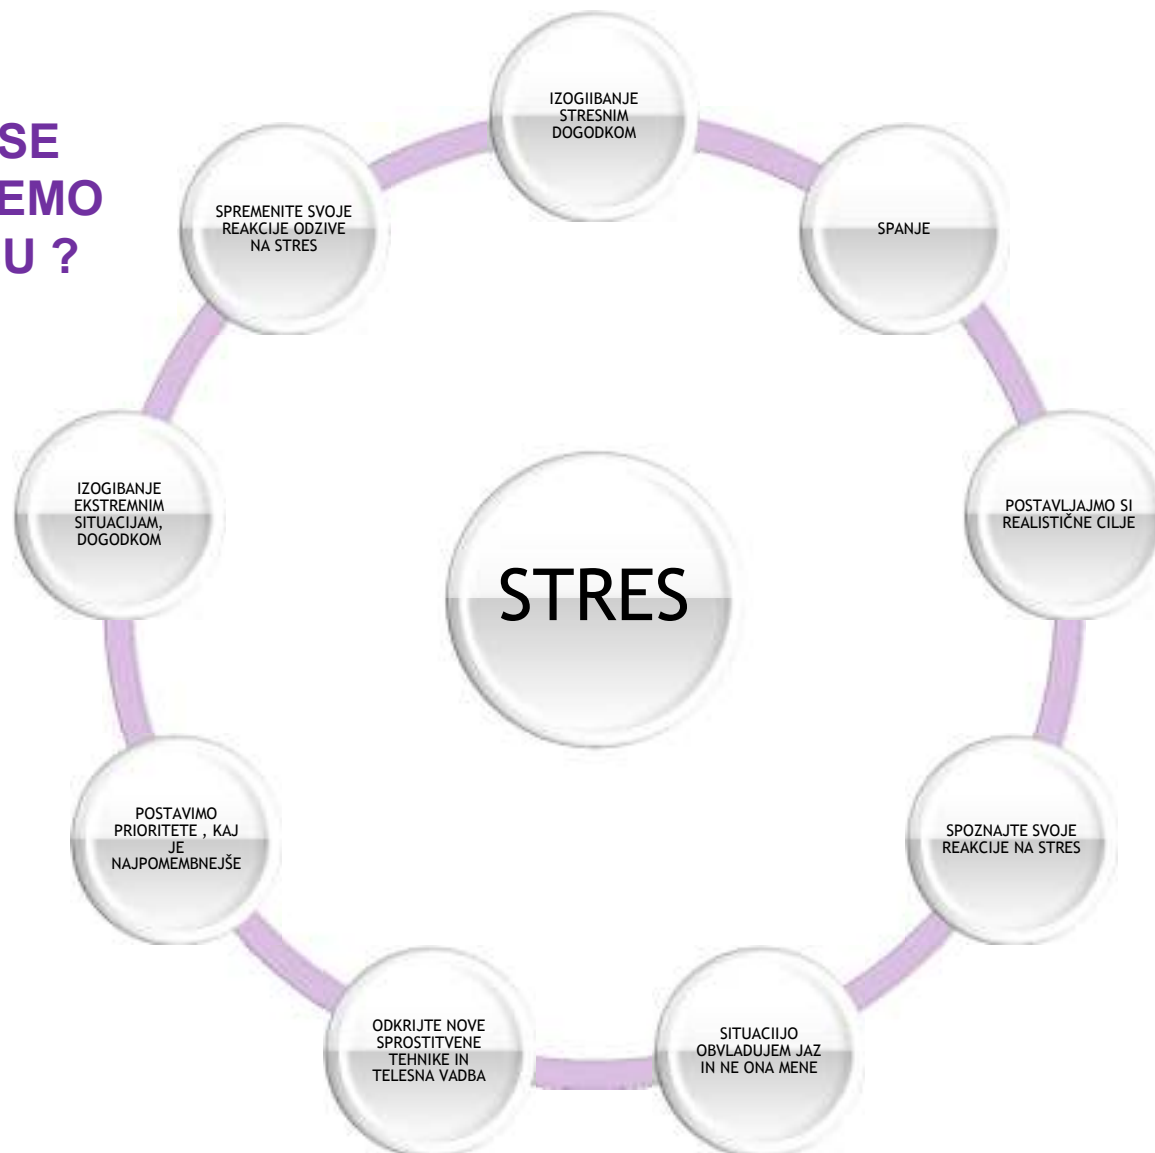 SE
EMO
U ?
IZOGIIBANJE
STRESNIM
DOGODKOM
SPANJE
POSTAVLJAJMO SI
REALISTIČNE CILJE
SPOZNAJTE SVOJE
REAKCIJE NA STRES
SITUACIIJO
OBVLADUJEM JAZ
IN NE ONA MENE
ODKRIJTE NOVE
SPROSTITVENE
TEHNIKE IN
TELESNA VADBA
POSTAVIMO
PRIORITETE , KAJ
JE
NAJPOMEMBNEJŠE
IZOGIBANJE
EKSTREMNIM
SITUACIJAM,
DOGODKOM
SPREMENITE SVOJE
REAKCIJE ODZIVE
NA STRES
STRES